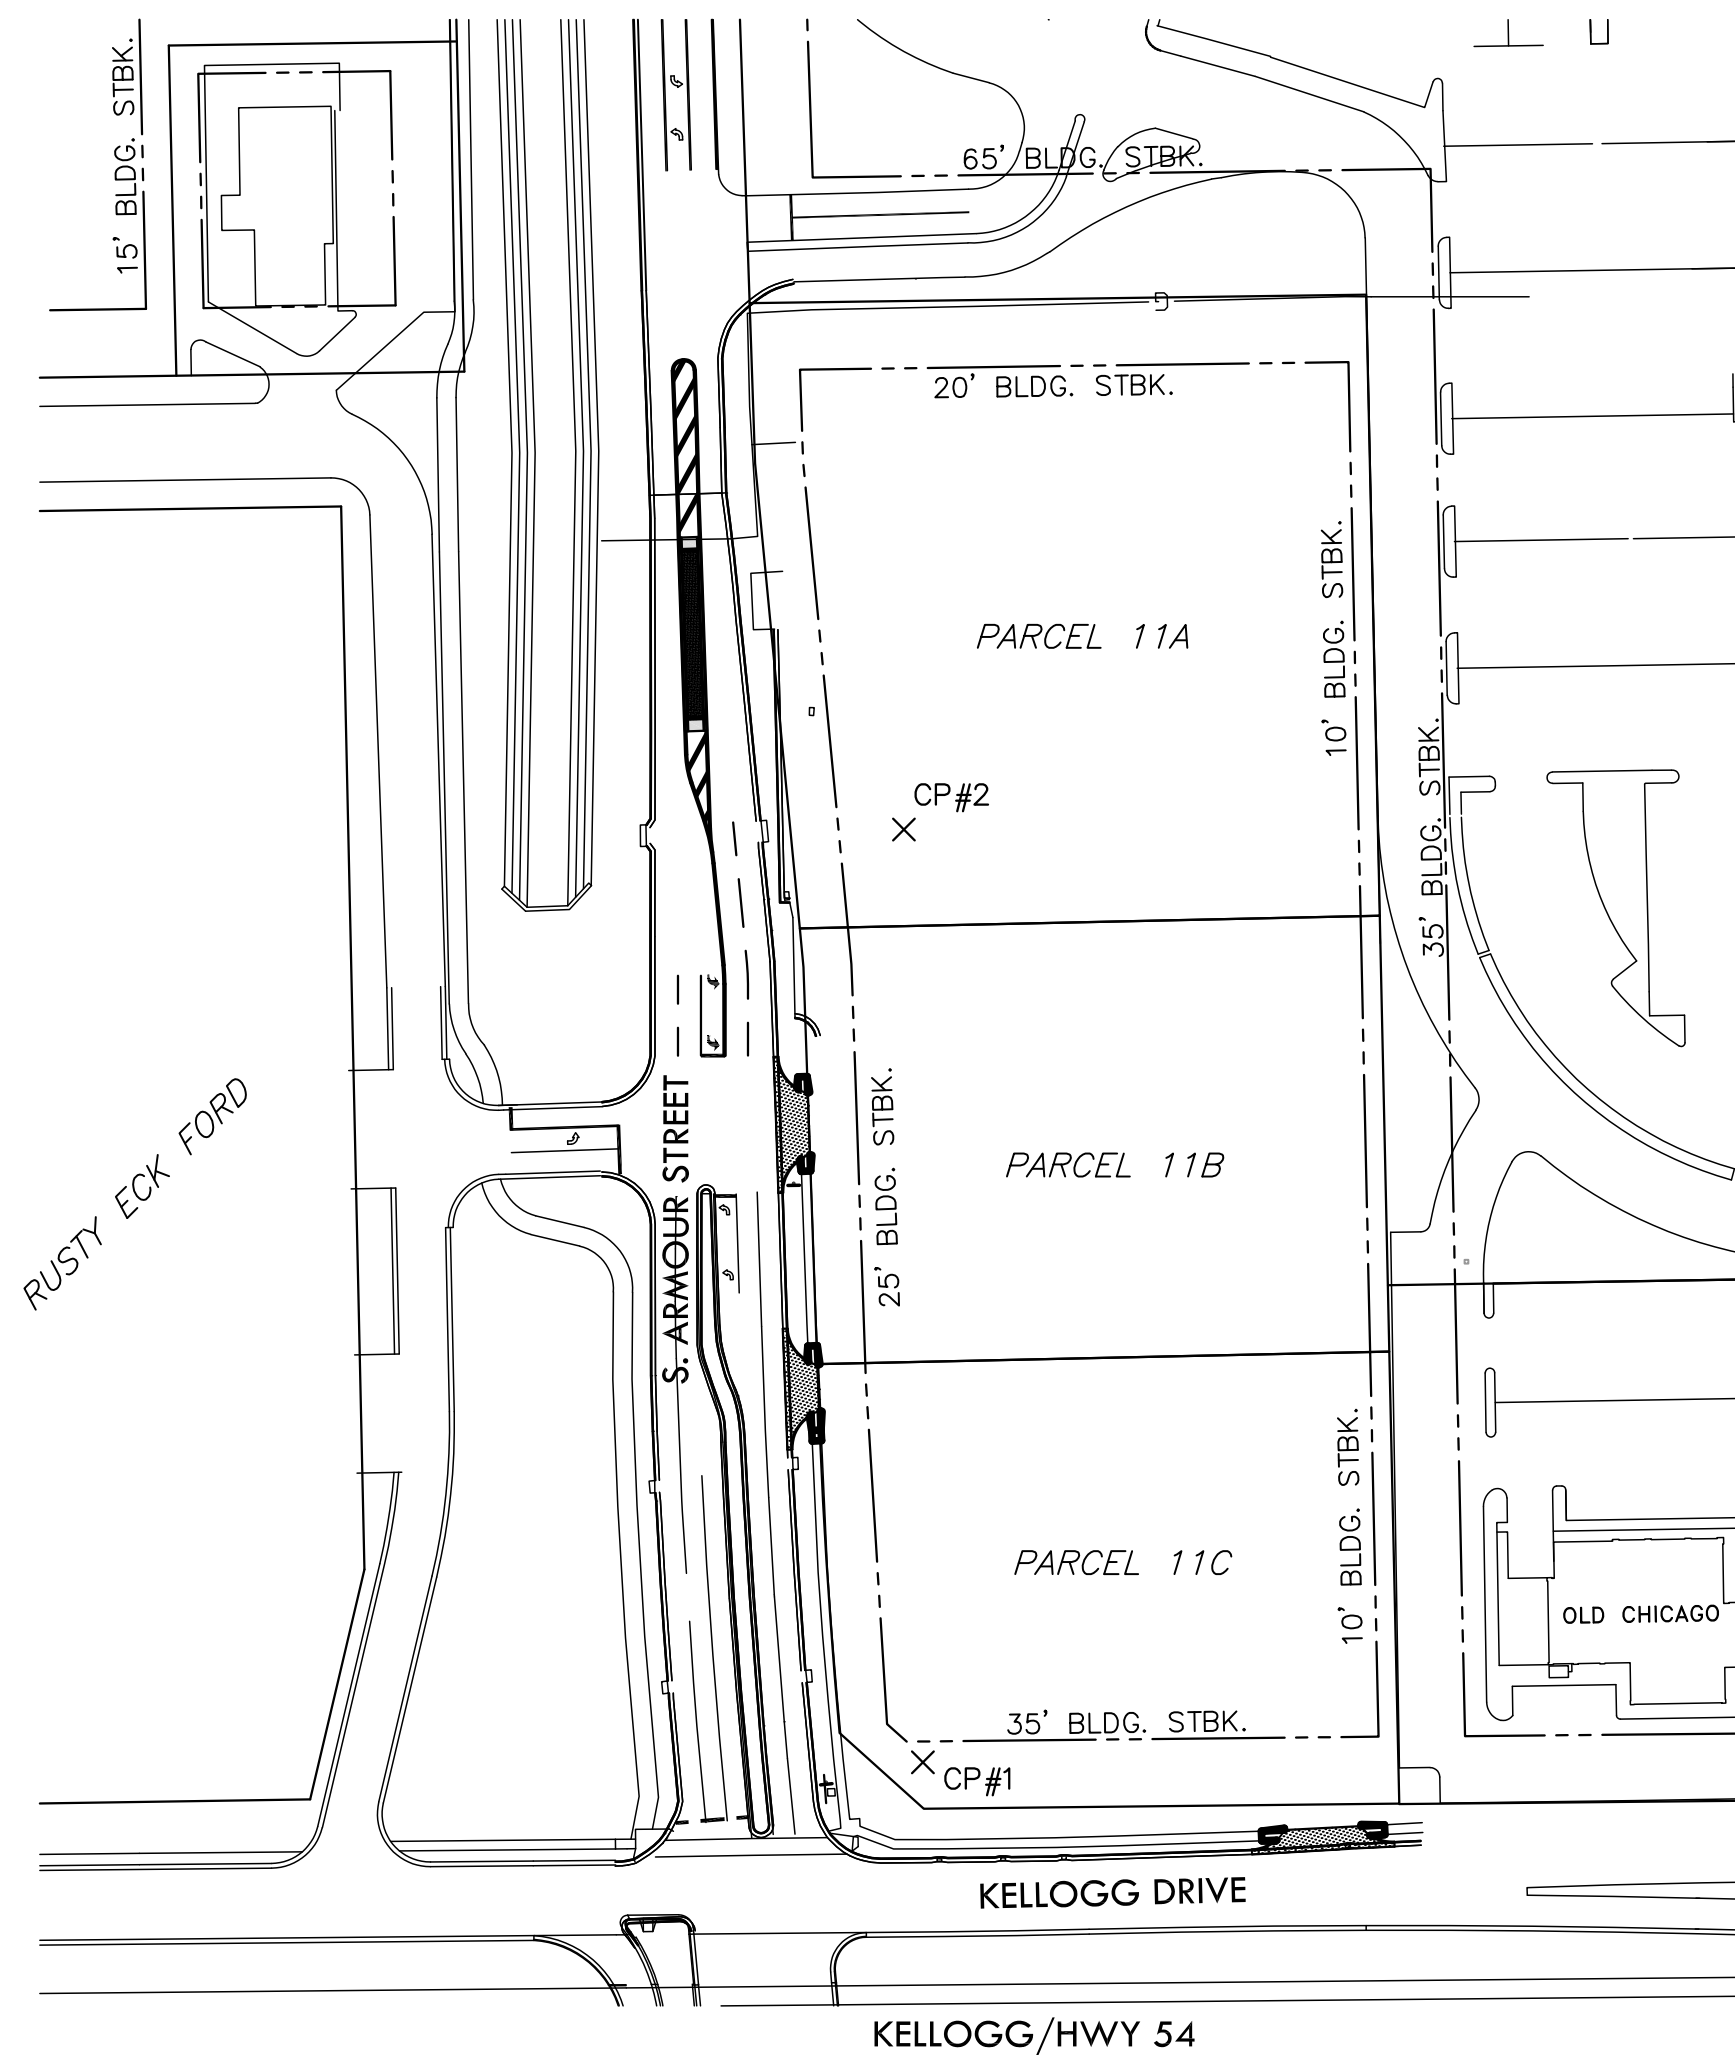 15' BLDG. STBK.
65' BLDG. STBK.
20' BLDG. STBK.
10' BLDG. STBK.
PARCEL 11A
35' BLDG. STBK.
CP#2
RUSTY ECK FORD
S. ARMOUR STREET
25' BLDG. STBK.
PARCEL 11B
10' BLDG. STBK.
PARCEL 11C
OLD CHICAGO
35' BLDG. STBK.
CP#1
KELLOGG DRIVE
KELLOGG/HWY 54